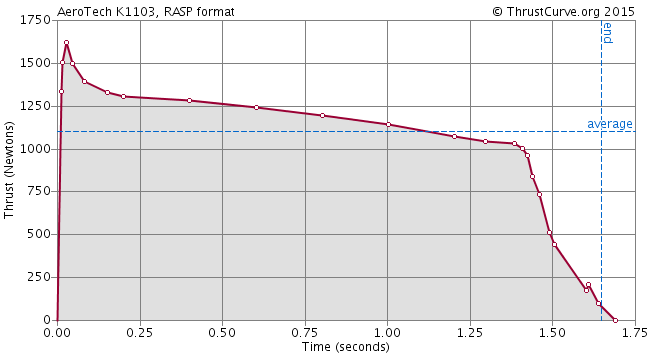 AeroTech K1103, RASP format © ThrustCurve.org 2015
end
1750
1500
1250
average
1000
Thrust (Newtons)
750
500
250
0
0.00 0.25 0.50 0.75 1.00 1.25 1.50 1.75
Time (seconds)